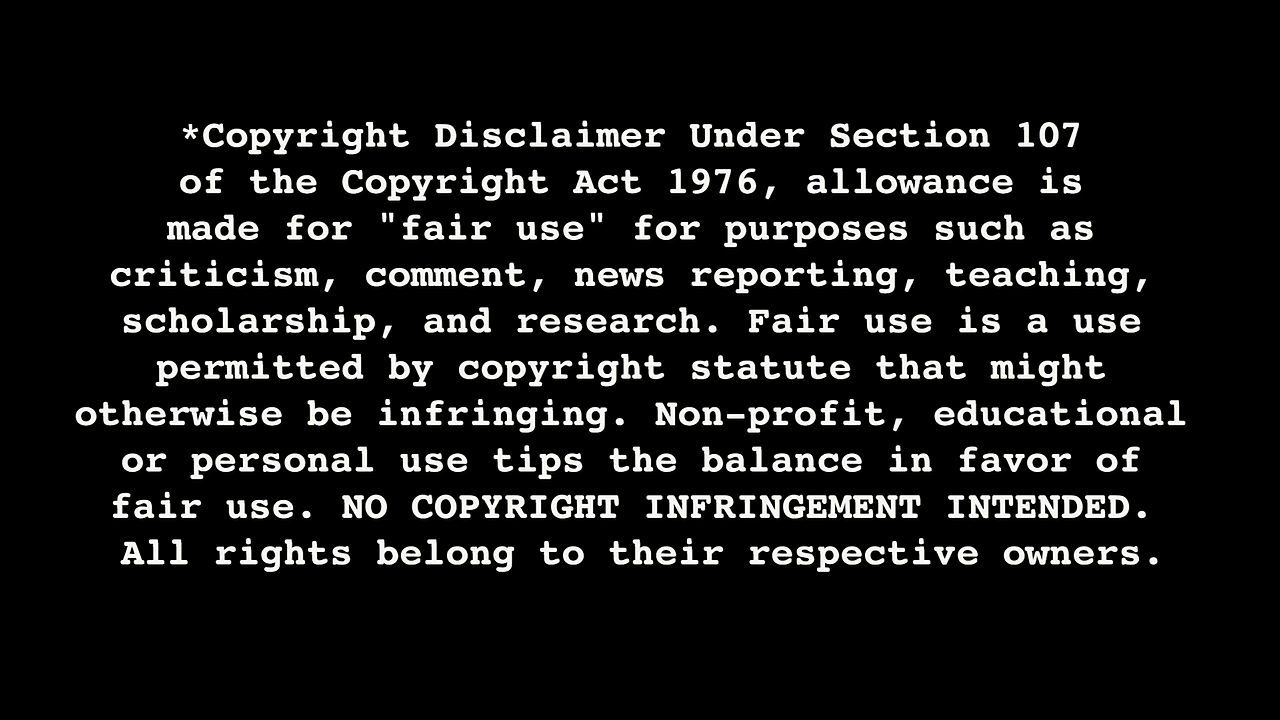 *Copyright Disclaimer Under Section 107
of the Copyright Act 1976, allowance is
made for "fair use" for purposes such as
criticism, comment, news reporting, teaching,
scholarship, and research. Fair use is a use
permitted by copyright statute that might
otherwise be infringing. Non-profit, educational
or personal use tips the balance in favor of
fair use. NO COPYRIGHT INFRINGEMENT INTENDED.
All rights belong to their respective owners.